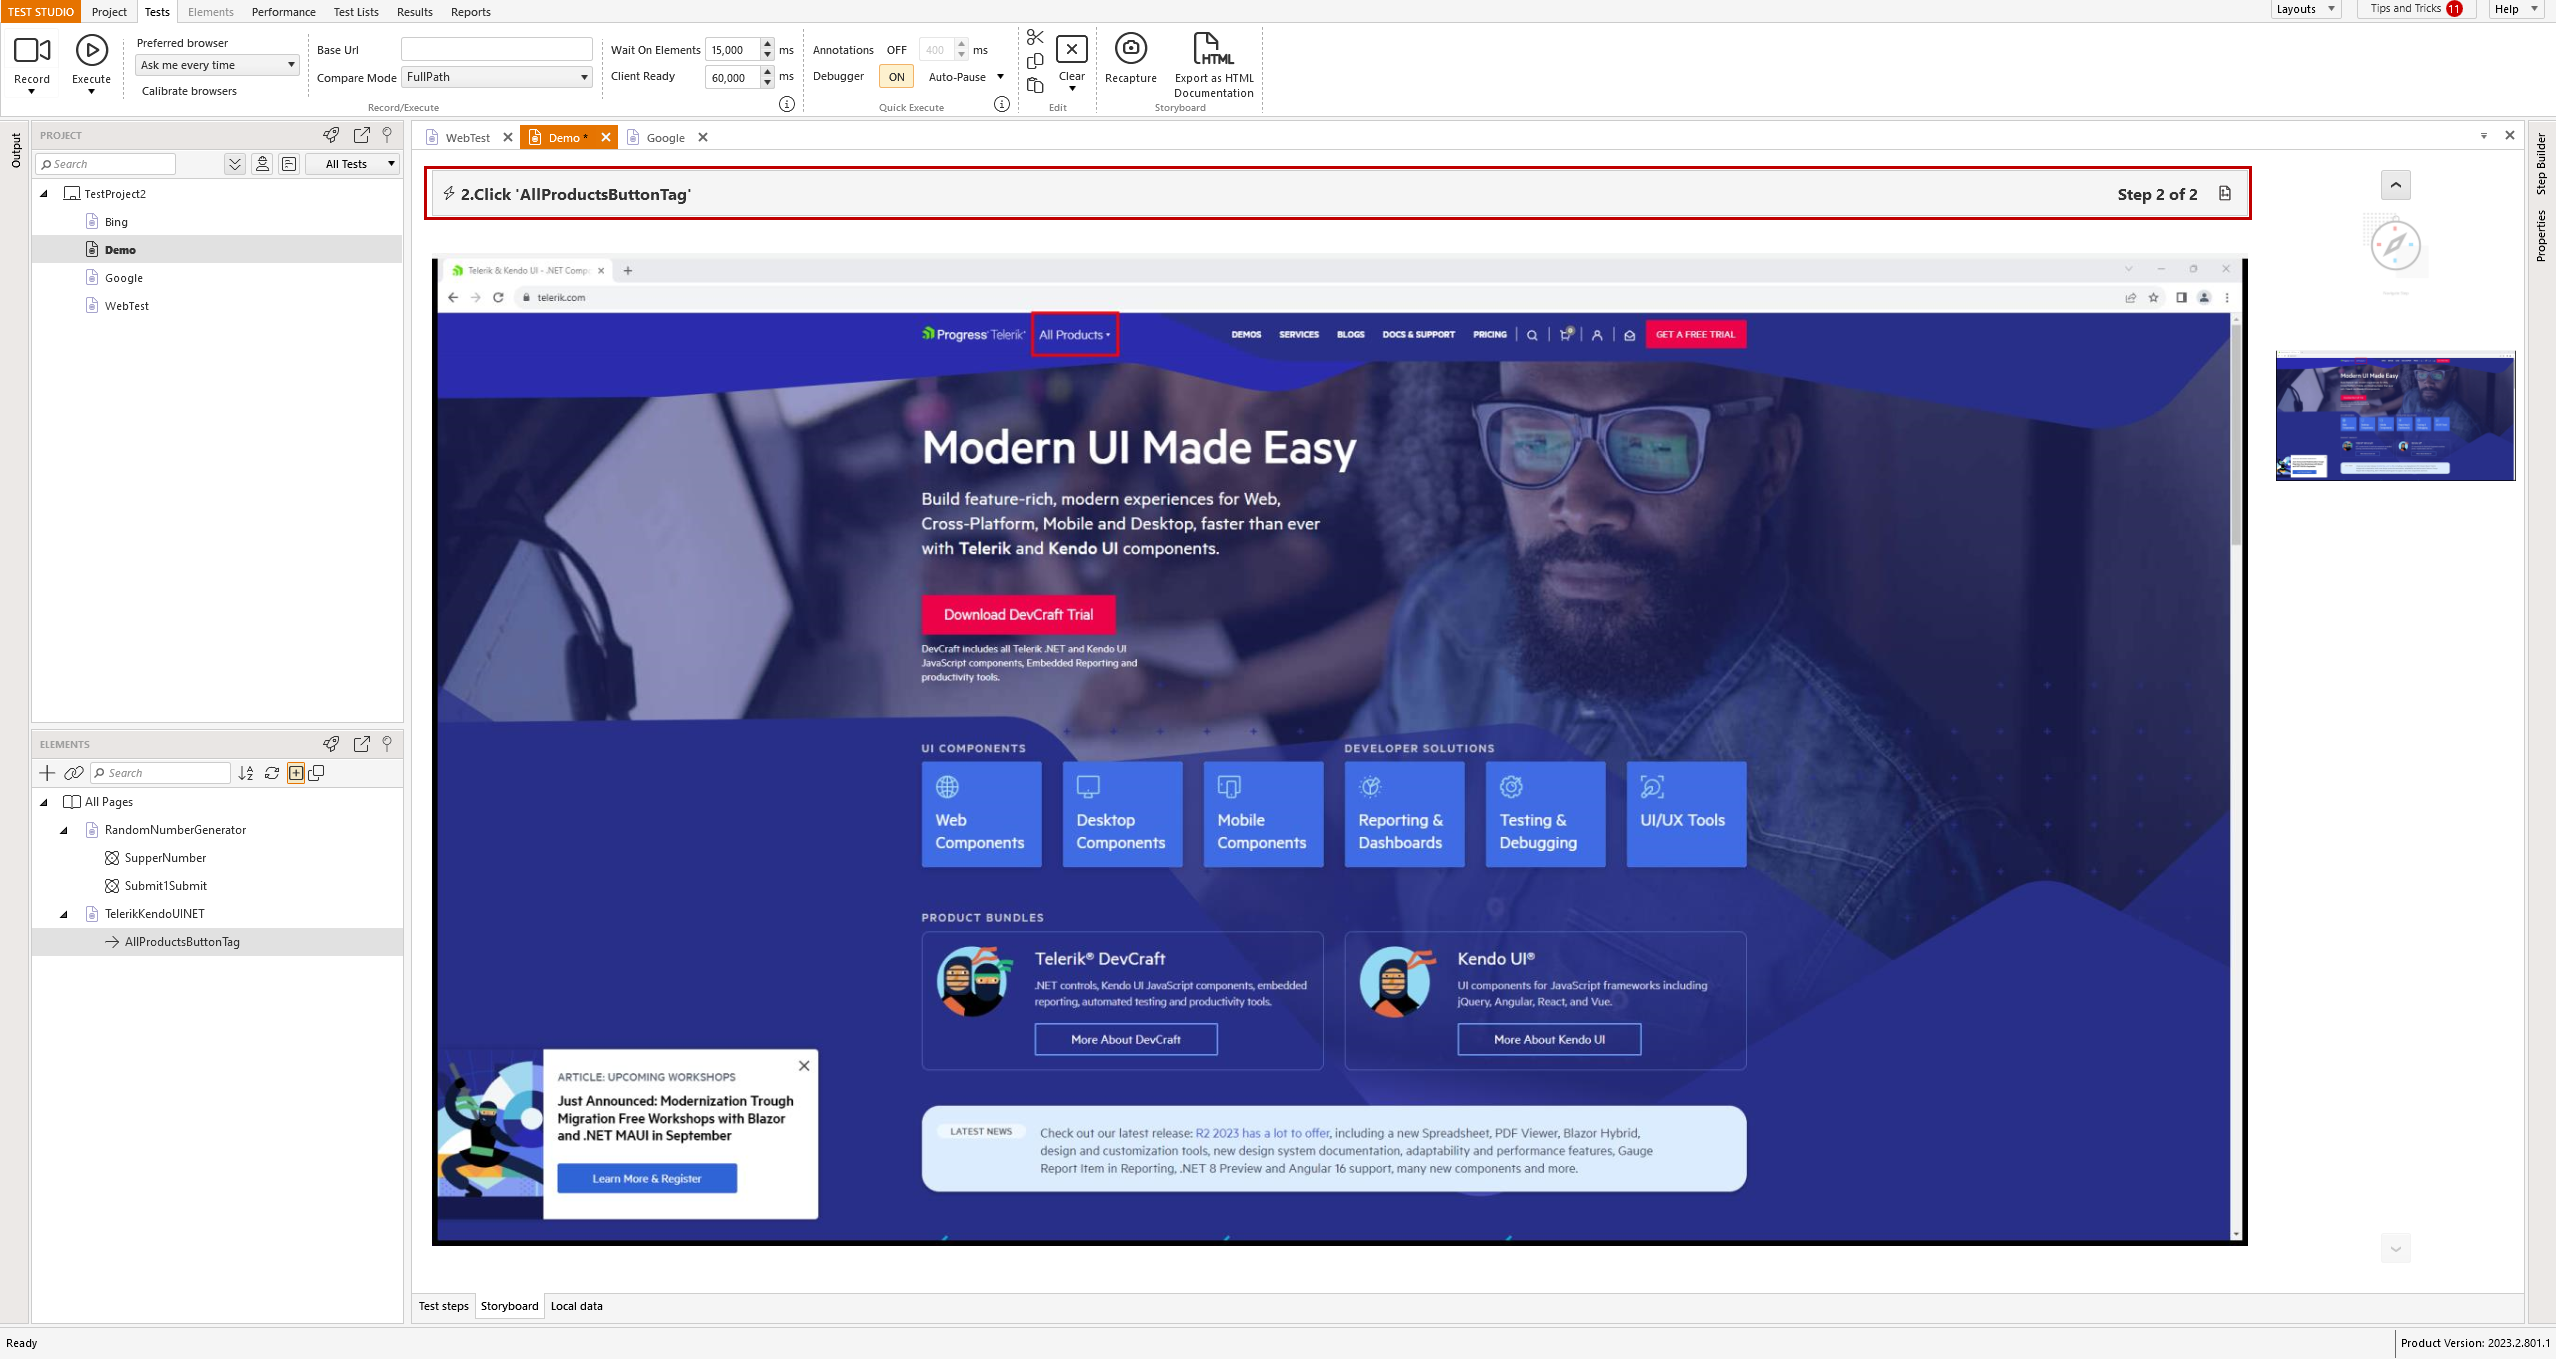 TEST STUDIO Project Tests Elements Performance Test Lists Results Reports Layouts Tips and Tricks 11 Help
Record
Execute
Preferred browser
Ask me every time
Calibrate browsers
Base Url
Compare Mode FullPath
Record/Execute
Wait On Elements 15,000 ms
Client Ready 60,000 ms
Annotations OFF 400 ms
Debugger ON Auto-Pause
Quick Execute
Clear
Edit
Recapture
Export as HTML
Documentation
Storyboard
Output
PROJECT
Search
All Tests
TestProject2
Bing
Demo
Google
WebTest
ELEMENTS
Search
All Pages
RandomNumberGenerator
SupperNumber
Submit1Submit
TelerikKendoUINET
AllProductsButtonTag
WebTest Demo * Google
2.Click 'AllProductsButtonTag' Step 2 of 2
Telerik & Kendo UI - .NET Comp
telerik.com
Progress Telerik All Products DEMOS SERVICES BLOGS DOCS & SUPPORT PRICING 0 GET A FREE TRIAL
Modern UI Made Easy
Build feature-rich, modern experiences for Web,
Cross-Platform, Mobile and Desktop, faster than ever
with Telerik and Kendo UI components.
Download DevCraft Trial
DevCraft includes all Telerik .NET and Kendo UI
JavaScript components, Embedded Reporting and
productivity tools.
UI COMPONENTS
DEVELOPER SOLUTIONS
Web
Components
Desktop
Components
Mobile
Components
Reporting &
Dashboards
Testing &
Debugging
UI/UX Tools
PRODUCT BUNDLES
Telerik® DevCraft
.NET controls, Kendo UI JavaScript components, embedded
reporting, automated testing and productivity tools.
More About DevCraft
Kendo UI®
UI components for JavaScript frameworks including
jQuery, Angular, React, and Vue.
More About Kendo UI
ARTICLE: UPCOMING WORKSHOPS
Just Announced: Modernization Trough
Migration Free Workshops with Blazor
and .NET MAUI in September
Learn More & Register
LATEST NEWS
Check out our latest release: R2 2023 has a lot to offer, including a new Spreadsheet, PDF Viewer, Blazor Hybrid,
design and customization tools, new design system documentation, adaptability and performance features, Gauge
Report Item in Reporting, .NET 8 Preview and Angular 16 support, many new components and more.
Modern UI Made Easy
Step Builder
Properties
Test steps Storyboard Local data
Ready
Product Version: 2023.2.801.1